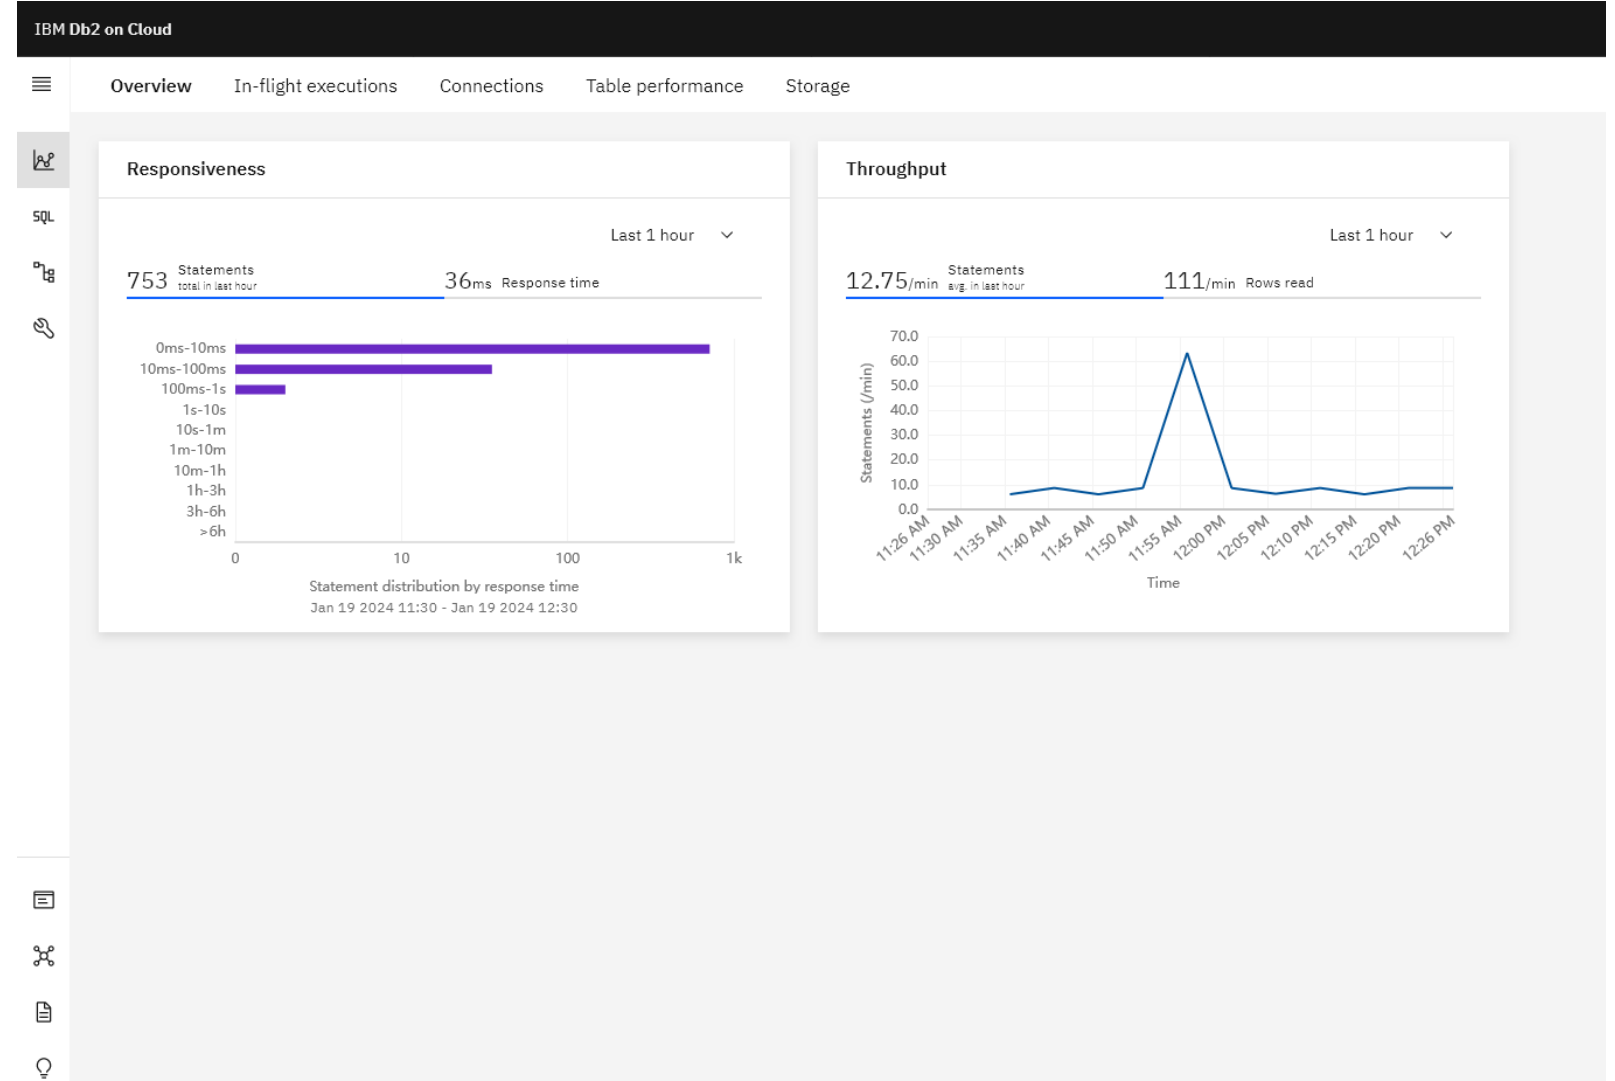 IBM Db2 on Cloud
Overview In-flight executions Connections Table performance Storage
SQL
Responsiveness
Last 1 hour
753 Statements total in last hour
36ms Response time
0ms-10ms
10ms-100ms
100ms-1s
1s-10s
10s-1m
1m-10m
10m-1h
1h-3h
3h-6h
>6h
0 10 100 1k
Statement distribution by response time
Jan 19 2024 11:30 - Jan 19 2024 12:30
Throughput
Last 1 hour
12.75/min Statements avg. in last hour
111/min Rows read
Statements (/min)
70.0
60.0
50.0
40.0
30.0
20.0
10.0
0.0
11:26 AM 11:30 AM 11:35 AM 11:40 AM 11:45 AM 11:50 AM 11:55 AM 12:00 PM 12:05 PM 12:10 PM 12:15 PM 12:20 PM 12:26 PM
Time